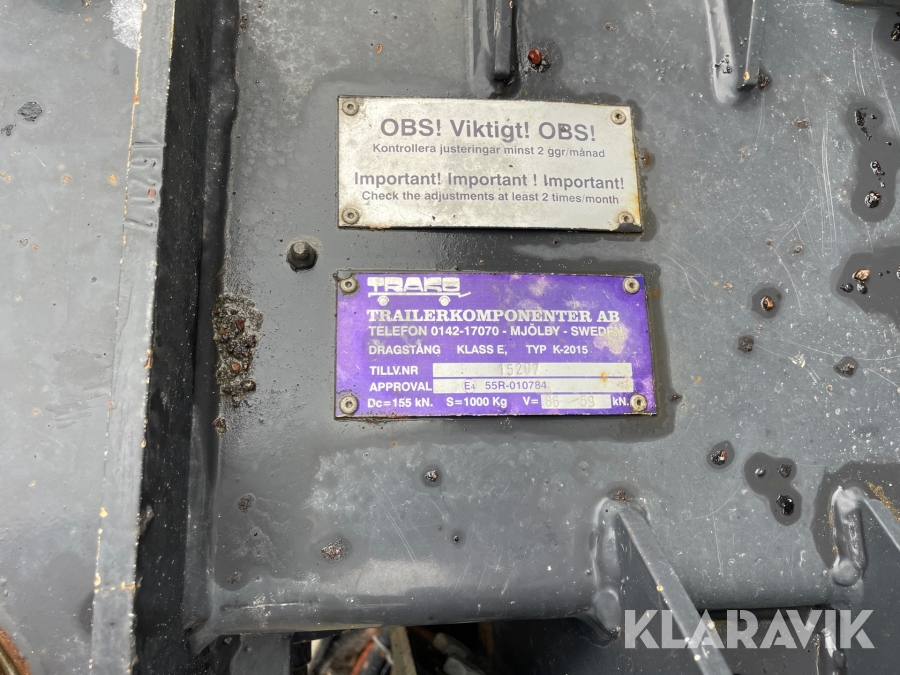 OBS! Viktigt! OBS!
Kontrollera justeringar minst 2 ggr/månad
Important! Important ! Important!
Check the adjustments at least 2 times/month
TRAKO
TRAILERKOMPONENTER AB
TELEFON 0142-17070 - MJÖLBY - SWEDEN
DRAGSTÅNG KLASS E, TYP K-2015
TILLV.NR 15207
APPROVAL E4 55R-010784
Dc=155 kN. S=1000 Kg V= 86 59 kN.
KLARAVIK